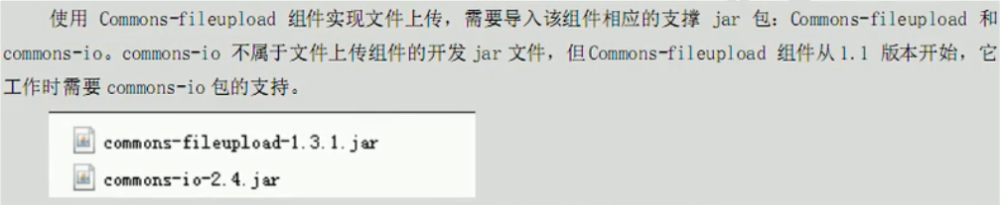 使用 Commons-fileupload 组件实现文件上传，需要导入该组件相应的支撑 jar 包：Commons-fileupload 和
commons-io。commons-io 不属于文件上传组件的开发 jar 文件，但Commons-fileupload 组件从1.1 版本开始，它
工作时需要 commons-io 包的支持。
commons-fileupload-1.3.1.jar
commons-io-2.4.jar